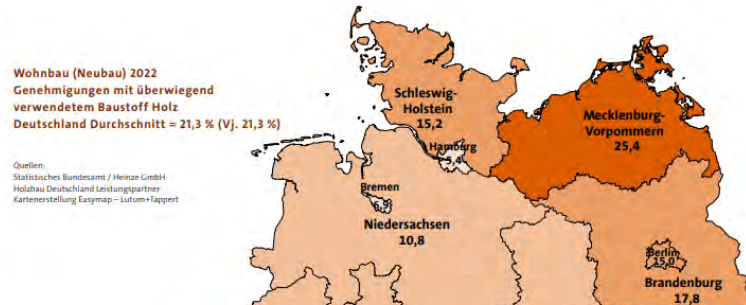 Wohnbau (Neubau) 2022
Genehmigungen mit überwiegend
verwendetem Baustoff Holz
Deutschland Durchschnitt = 21,3 % (Vj. 21,3 %)
Quellen:
Statistisches Bundesamt / Heinze GmbH
Holzbau Deutschland Leistungspartner
Kartenerstellung Easymap – Lutum+Tappert
Schleswig-
Holstein
15,2
Mecklenburg-
Vorpommern
25,4
Hamburg
5,4
Bremen
6,9
Niedersachsen
10,8
Berlin
15,0
Brandenburg
17,8